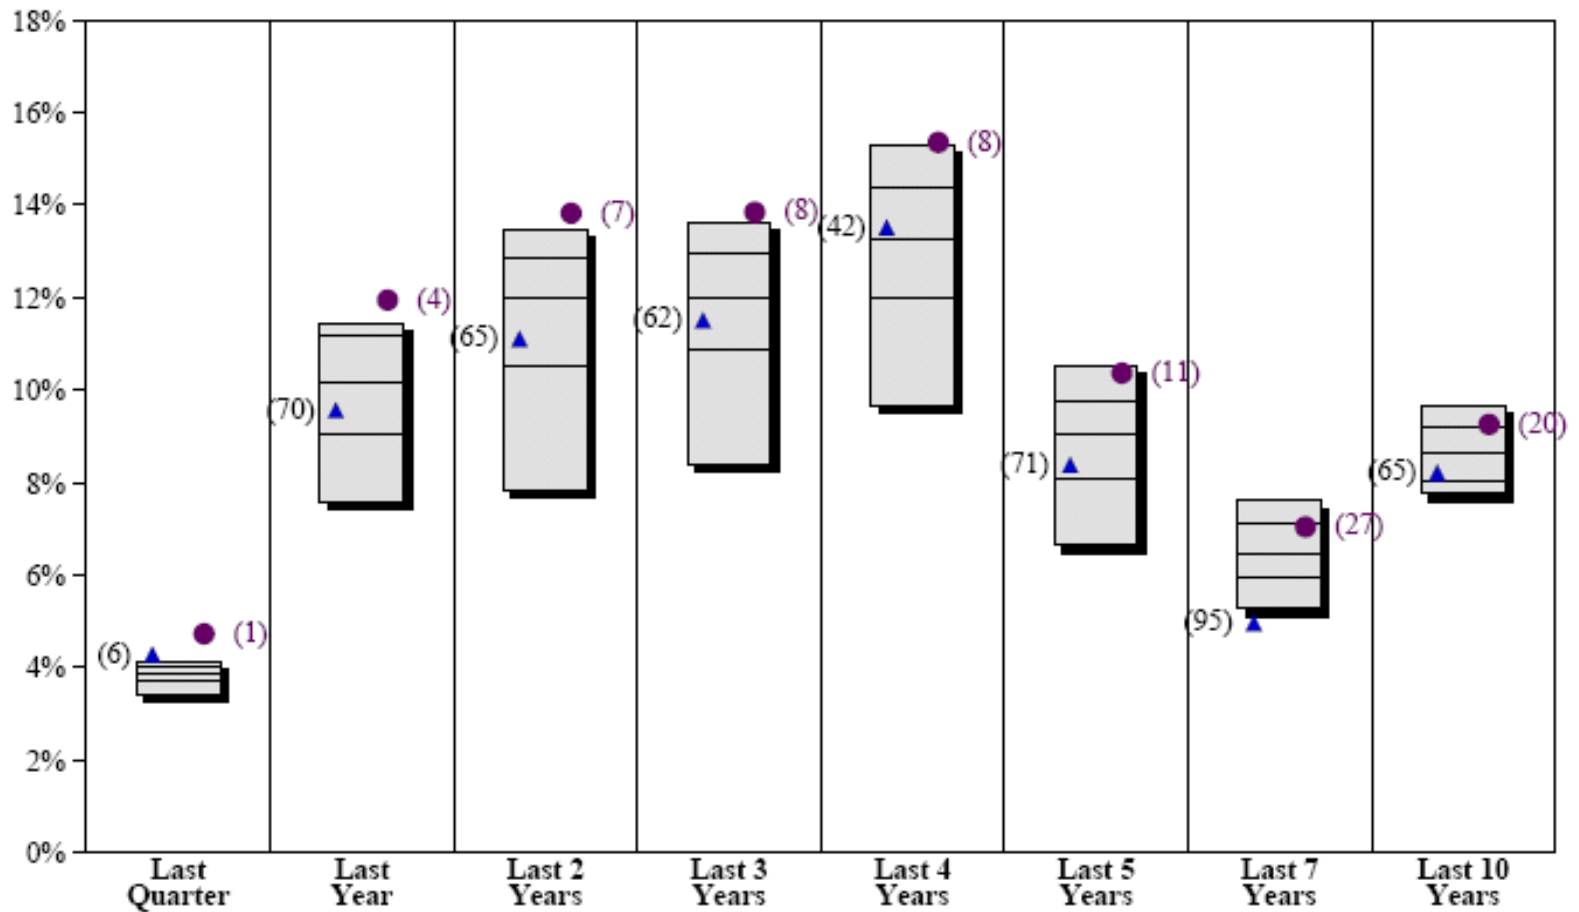 18%
16%
14%
12%
10%
8%
6%
4%
2%
0%
(6)
(1)
(70)
(4)
(65)
(7)
(62)
(8)
(42)
(8)
(71)
(11)
(95)
(27)
(65)
(20)
Last
Quarter
Last
Year
Last 2
Years
Last 3
Years
Last 4
Years
Last 5
Years
Last 7
Years
Last 10
Years